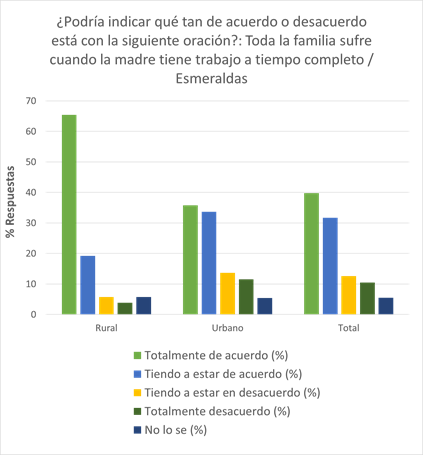 ¿Podría indicar qué tan de acuerdo o desacuerdo
está con la siguiente oración?: Toda la familia sufre
cuando la madre tiene trabajo a tiempo completo /
Esmeraldas
% Respuestas
70
60
50
40
30
20
10
0
Rural
Urbano
Total
Totalmente de acuerdo (%)
Tiendo a estar de acuerdo (%)
Tiendo a estar en desacuerdo (%)
Totalmente desacuerdo (%)
No lo se (%)